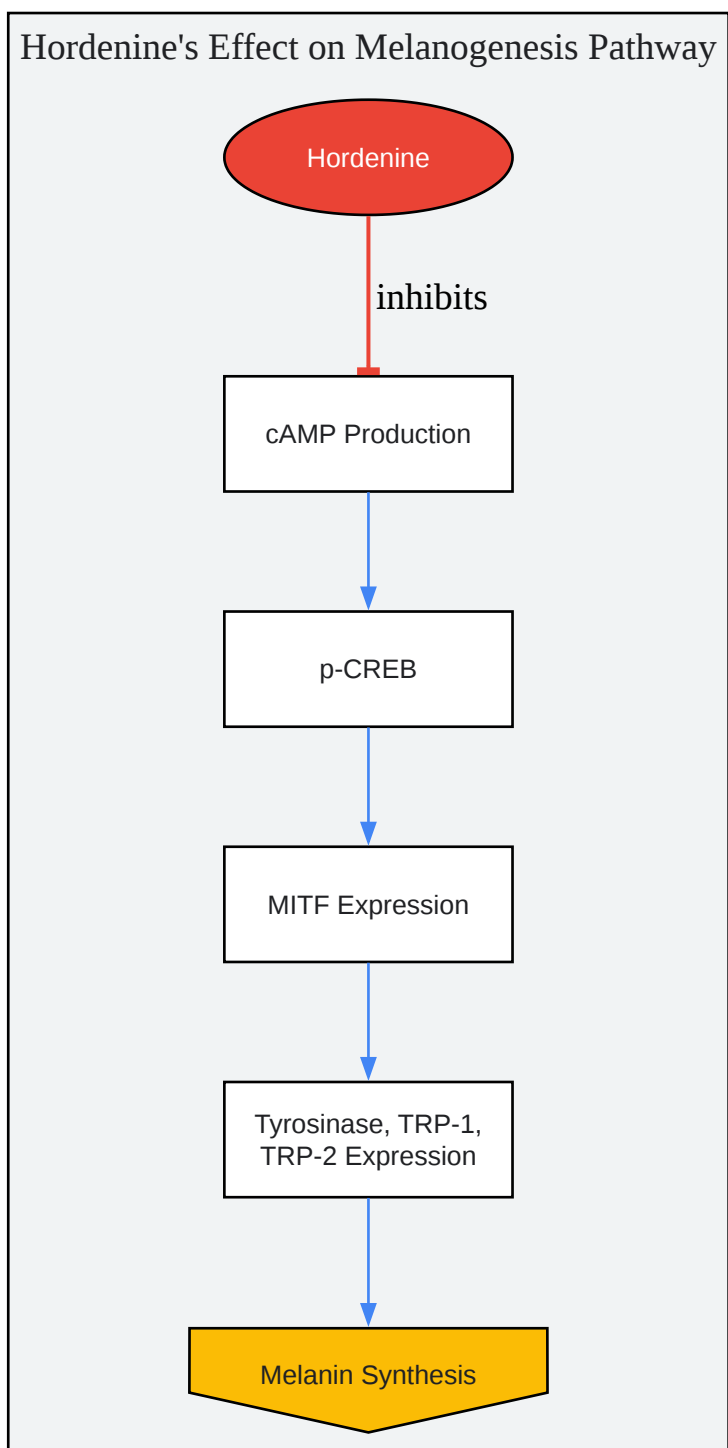 Hordenine's Effect on Melanogenesis Pathway
Hordenine
inhibits
cAMP Production
p-CREB
MITF Expression
Tyrosinase, TRP-1,
TRP-2 Expression
Melanin Synthesis